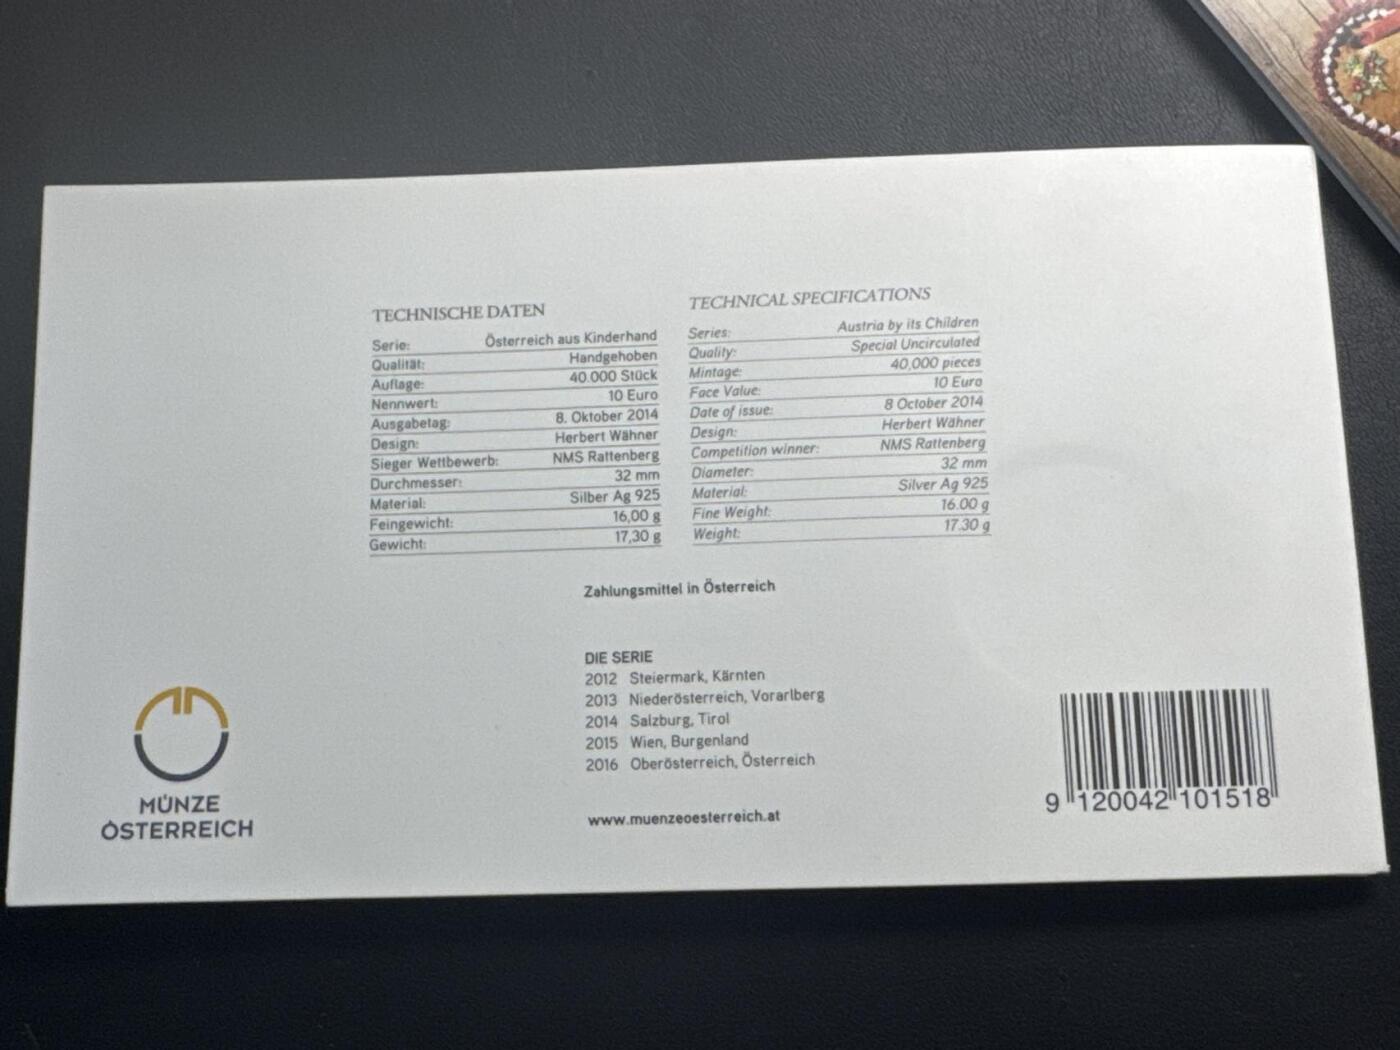 TECHNISCHE DATEN
Serie: Österreich aus Kinderhand
Qualität: Handgehoben
Auflage: 40.000 Stück
Nennwert: 10 Euro
Ausgabetag: 8. Oktober 2014
Design: Herbert Wähner
Sieger Wettbewerb: NMS Rattenberg
Durchmesser: 32 mm
Material: Silber Ag 925
Feingewicht: 16,00 g
Gewicht: 17,30 g
TECHNICAL SPECIFICATIONS
Series: Austria by its Children
Quality: Special Uncirculated
Mintage: 40,000 pieces
Face Value: 10 Euro
Date of issue: 8 October 2014
Design: Herbert Wähner
Competition winner: NMS Rattenberg
Diameter: 32 mm
Material: Silver Ag 925
Fine Weight: 16.00 g
Weight: 17.30 g
Zahlungsmittel in Österreich
DIE SERIE
2012 Steiermark, Kärnten
2013 Niederösterreich, Vorarlberg
2014 Salzburg, Tirol
2015 Wien, Burgenland
2016 Oberösterreich, Österreich
www.muenzeoesterreich.at
MÜNZE
ÖSTERREICH
9 120042 101518